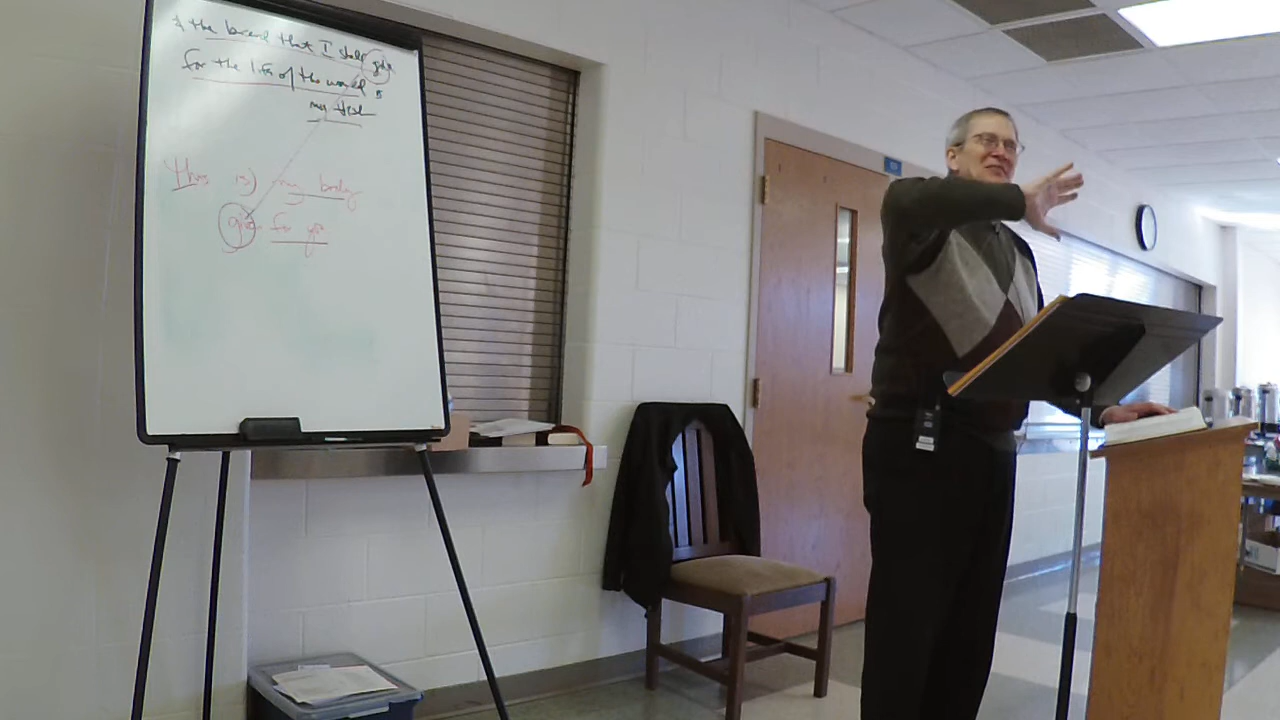 & the bread that I shall give
for the life of the world is
my flesh
This is my body
given for you